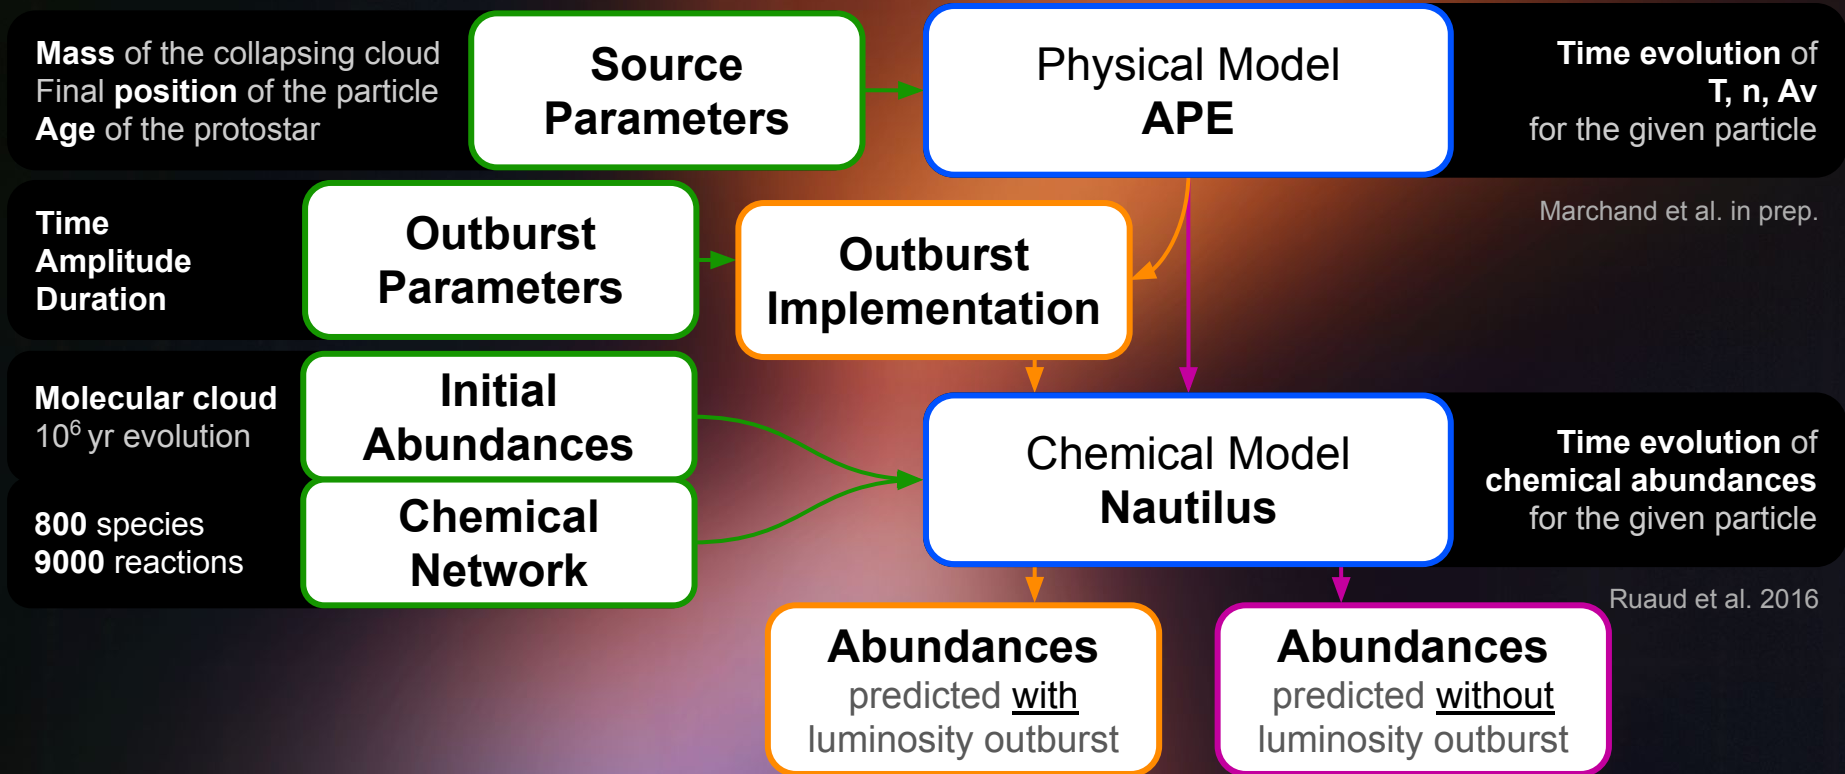 Mass of the collapsing cloud
Final position of the particle
Age of the protostar
Source
Parameters
Physical Model
APE
Time evolution of
T, n, Av
for the given particle
Marchand et al. in prep.
Time
Amplitude
Duration
Outburst
Parameters
Outburst
Implementation
Molecular cloud
10⁶ yr evolution
Initial
Abundances
800 species
9000 reactions
Chemical
Network
Chemical Model
Nautilus
Time evolution of
chemical abundances
for the given particle
Ruaud et al. 2016
Abundances
predicted with
luminosity outburst
Abundances
predicted without
luminosity outburst